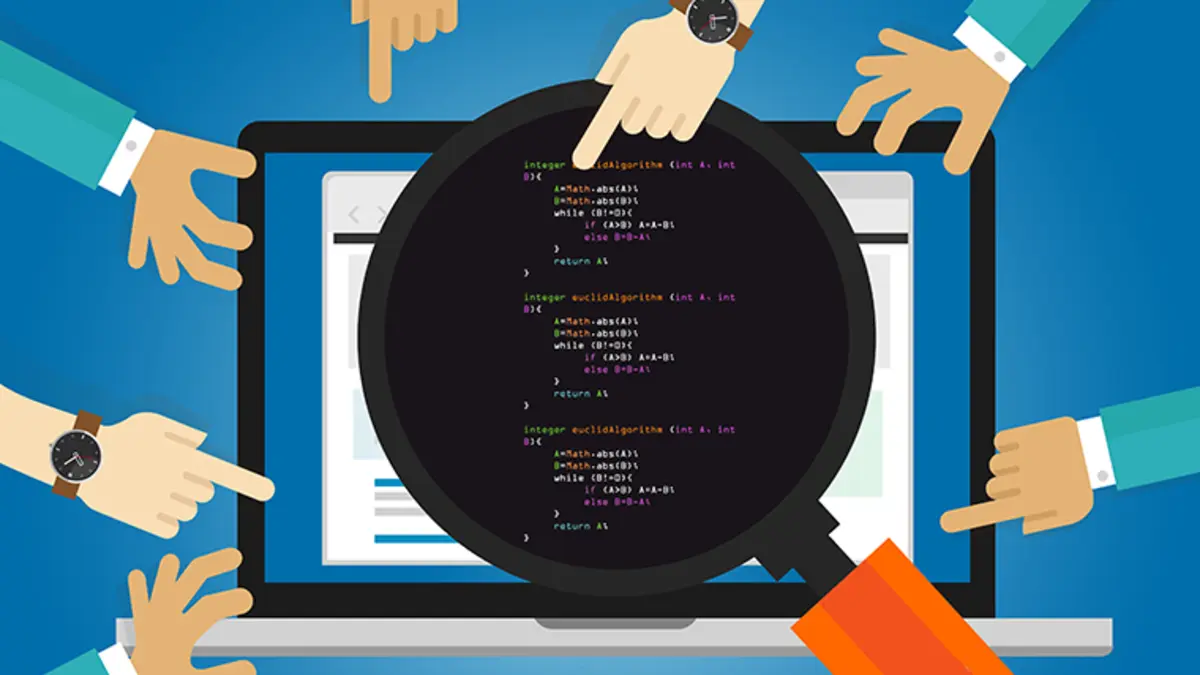 integer euclidAlgorithm (int A, int
B){
A=Math.abs(A);
B=Math.abs(B);
while (B!=0){
if (A>B) A=A-B;
else B=B-A;
}
return A;
}
integer euclidAlgorithm (int A, int
B){
A=Math.abs(A);
B=Math.abs(B);
while (B!=0){
if (A>B) A=A-B;
else B=B-A;
}
return A;
}
integer euclidAlgorithm (int A, int
B){
A=Math.abs(A);
B=Math.abs(B);
while (B!=0){
if (A>B) A=A-B;
else B=B-A;
}
return A;
}